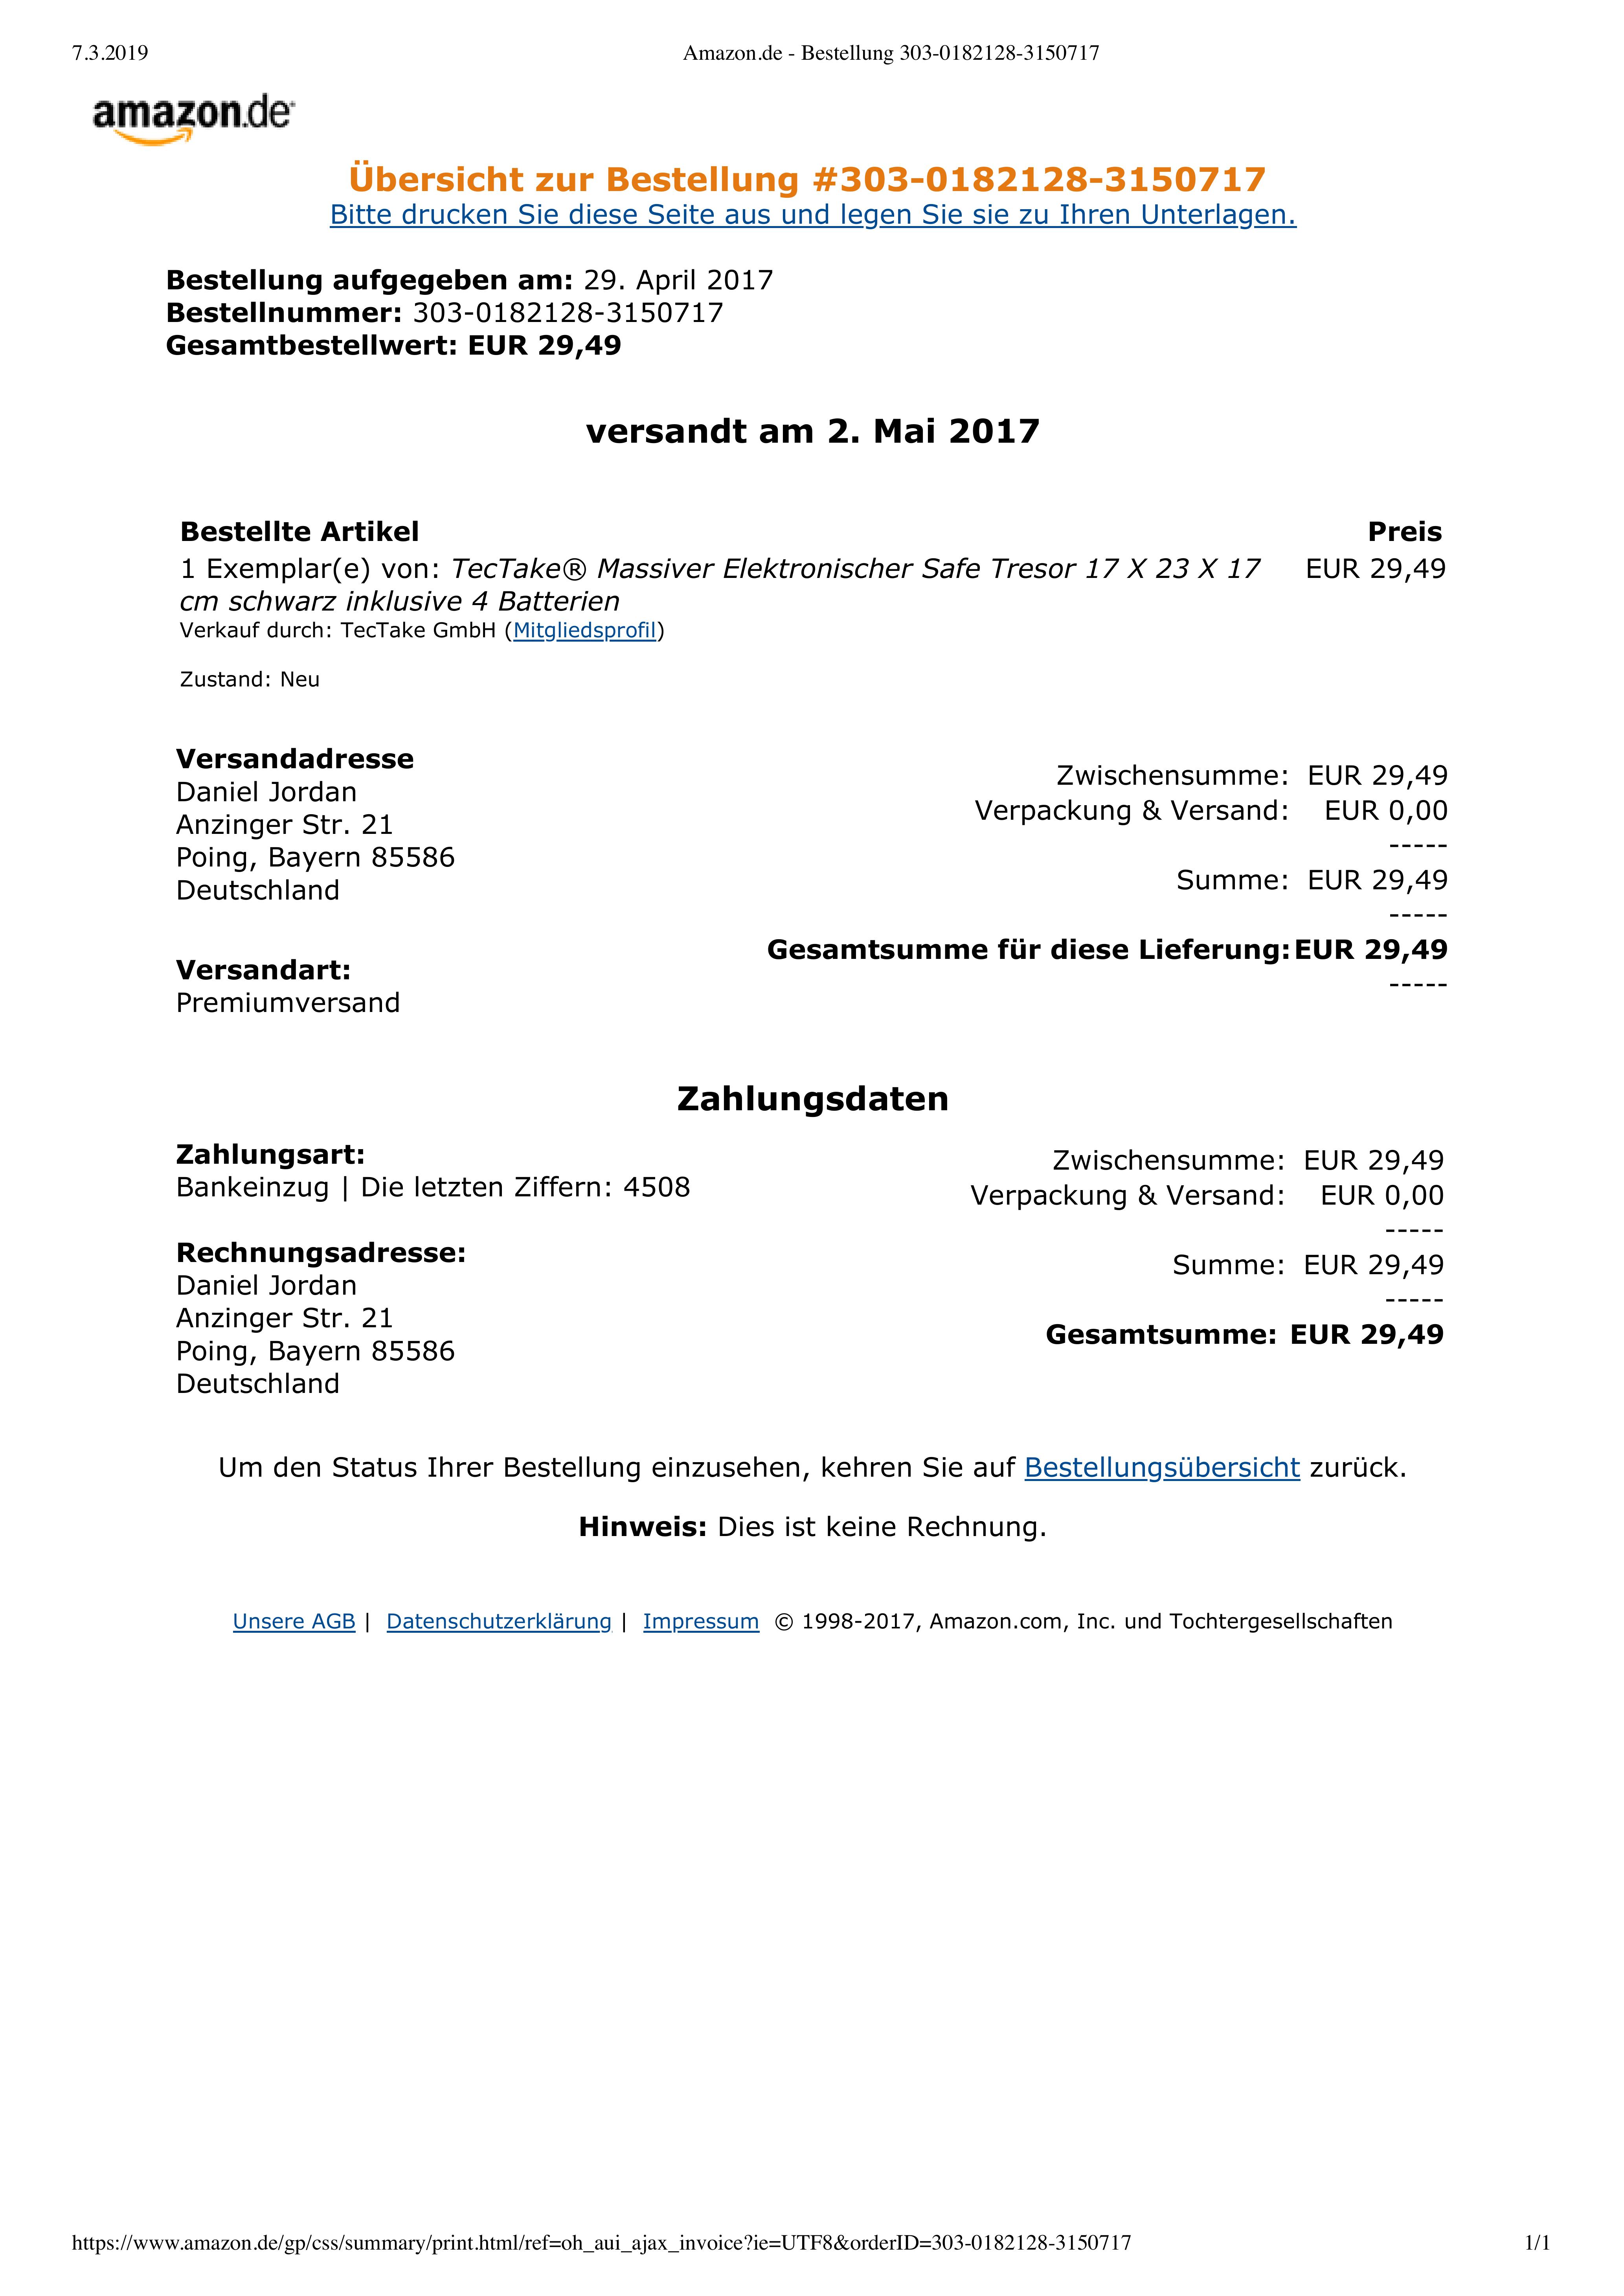 7.3.2019 Amazon.de - Bestellung 303-0182128-3150717
amazon.de
Übersicht zur Bestellung #303-0182128-3150717
Bitte drucken Sie diese Seite aus und legen Sie sie zu Ihren Unterlagen.
Bestellung aufgegeben am: 29. April 2017
Bestellnummer: 303-0182128-3150717
Gesamtbestellwert: EUR 29,49
versandt am 2. Mai 2017
Bestellte Artikel Preis
1 Exemplar(e) von: TecTake® Massiver Elektronischer Safe Tresor 17 X 23 X 17 EUR 29,49
cm schwarz inklusive 4 Batterien
Verkauf durch: TecTake GmbH (Mitgliedsprofil)
Zustand: Neu
Versandadresse
Daniel Jordan
Anzinger Str. 21
Poing, Bayern 85586
Deutschland
Versandart:
Premiumversand
Zwischensumme: EUR 29,49
Verpackung & Versand: EUR 0,00
-----
Summe: EUR 29,49
-----
Gesamtsumme für diese Lieferung: EUR 29,49
-----
Zahlungsdaten
Zahlungsart:
Bankeinzug | Die letzten Ziffern: 4508
Rechnungsadresse:
Daniel Jordan
Anzinger Str. 21
Poing, Bayern 85586
Deutschland
Zwischensumme: EUR 29,49
Verpackung & Versand: EUR 0,00
-----
Summe: EUR 29,49
-----
Gesamtsumme: EUR 29,49
Um den Status Ihrer Bestellung einzusehen, kehren Sie auf Bestellungsübersicht zurück.
Hinweis: Dies ist keine Rechnung.
Unsere AGB | Datenschutzerklärung | Impressum © 1998-2017, Amazon.com, Inc. und Tochtergesellschaften
https://www.amazon.de/gp/css/summary/print.html/ref=oh_aui_ajax_invoice?ie=UTF8&orderID=303-0182128-3150717 1/1